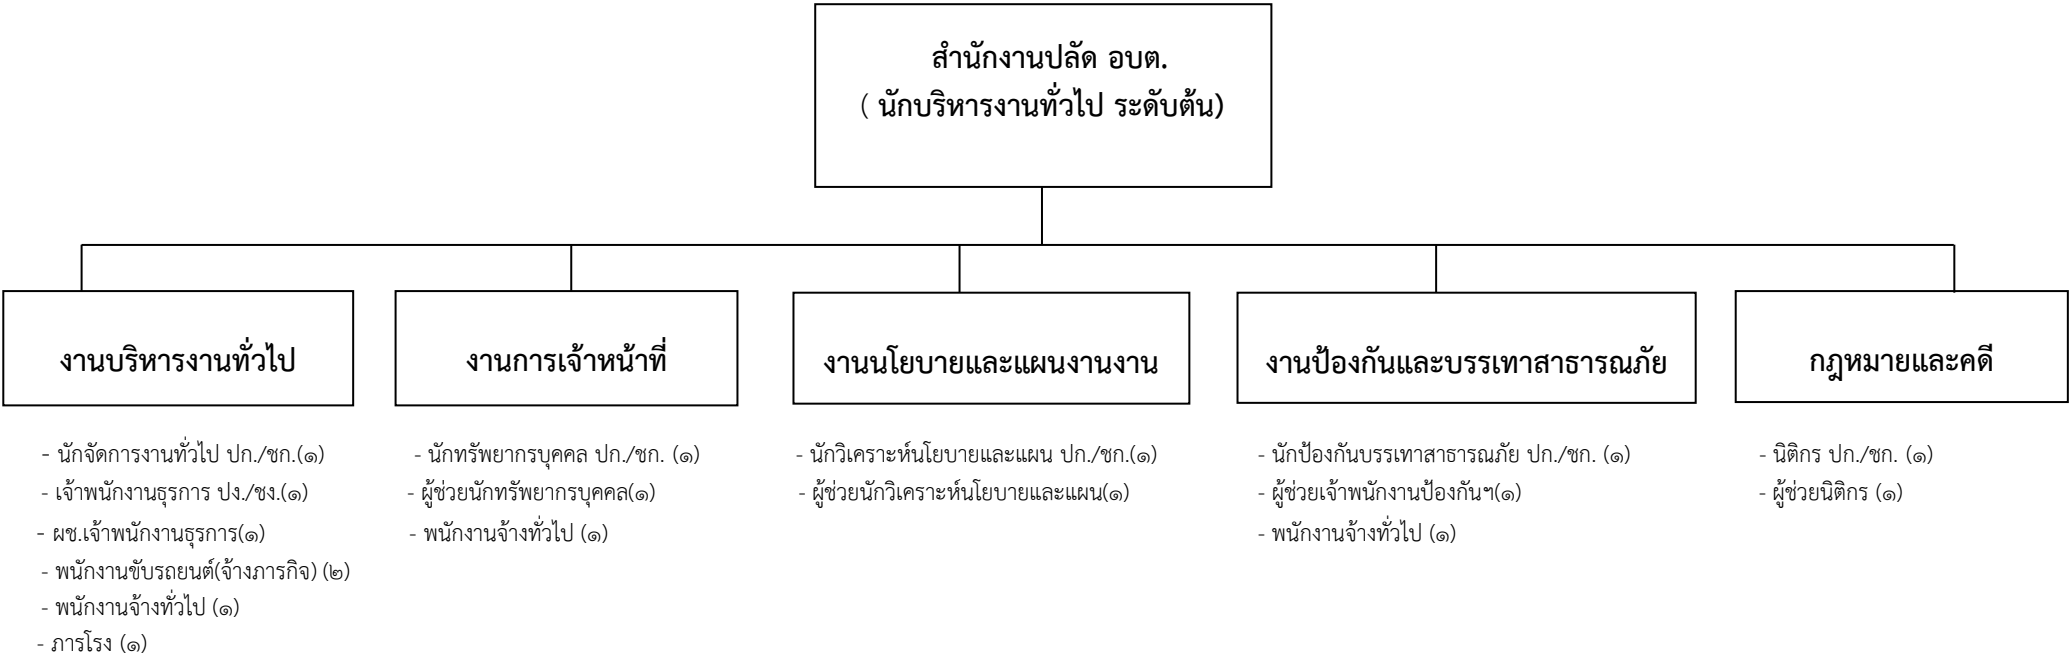 สำนักงานปลัด อบต.
( นักบริหารงานทั่วไป ระดับต้น)
งานบริหารงานทั่วไป
- นักจัดการงานทั่วไป ปก./ชก.(๑)
- เจ้าพนักงานธุรการ ปง./ชง.(๑)
- ผช.เจ้าพนักงานธุรการ(๑)
- พนักงานขับรถยนต์(จ้างภารกิจ) (๒)
- พนักงานจ้างทั่วไป (๑)
- ภารโรง (๑)
งานการเจ้าหน้าที่
- นักทรัพยากรบุคคล ปก./ชก. (๑)
- ผู้ช่วยนักทรัพยากรบุคคล(๑)
- พนักงานจ้างทั่วไป (๑)
งานนโยบายและแผนงานงาน
- นักวิเคราะห์นโยบายและแผน ปก./ชก.(๑)
- ผู้ช่วยนักวิเคราะห์นโยบายและแผน(๑)
งานป้องกันและบรรเทาสาธารณภัย
- นักป้องกันบรรเทาสาธารณภัย ปก./ชก. (๑)
- ผู้ช่วยเจ้าพนักงานป้องกันฯ(๑)
- พนักงานจ้างทั่วไป (๑)
กฎหมายและคดี
- นิติกร ปก./ชก. (๑)
- ผู้ช่วยนิติกร (๑)